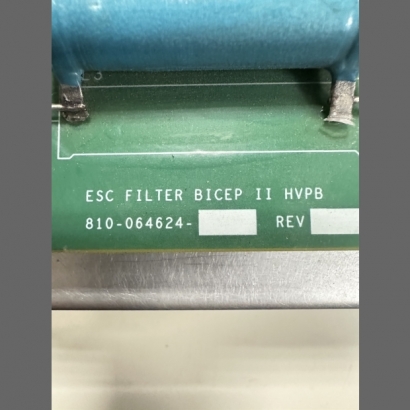 ESC FILTER BICEP II HVPB
810-064624- REV